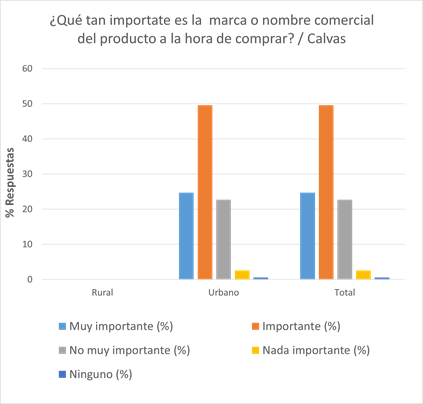 ¿Qué tan importate es la  marca o nombre comercial
del producto a la hora de comprar? / Calvas
60
50
40
30
20
10
0
% Respuestas
Rural Urbano Total
Muy importante (%) Importante (%)
No muy importante (%) Nada importante (%)
Ninguno (%)